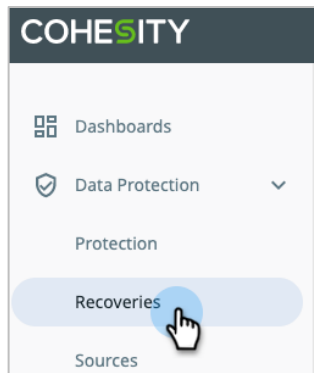 COHESITY
Dashboards
Data Protection
Protection
Recoveries
Sources